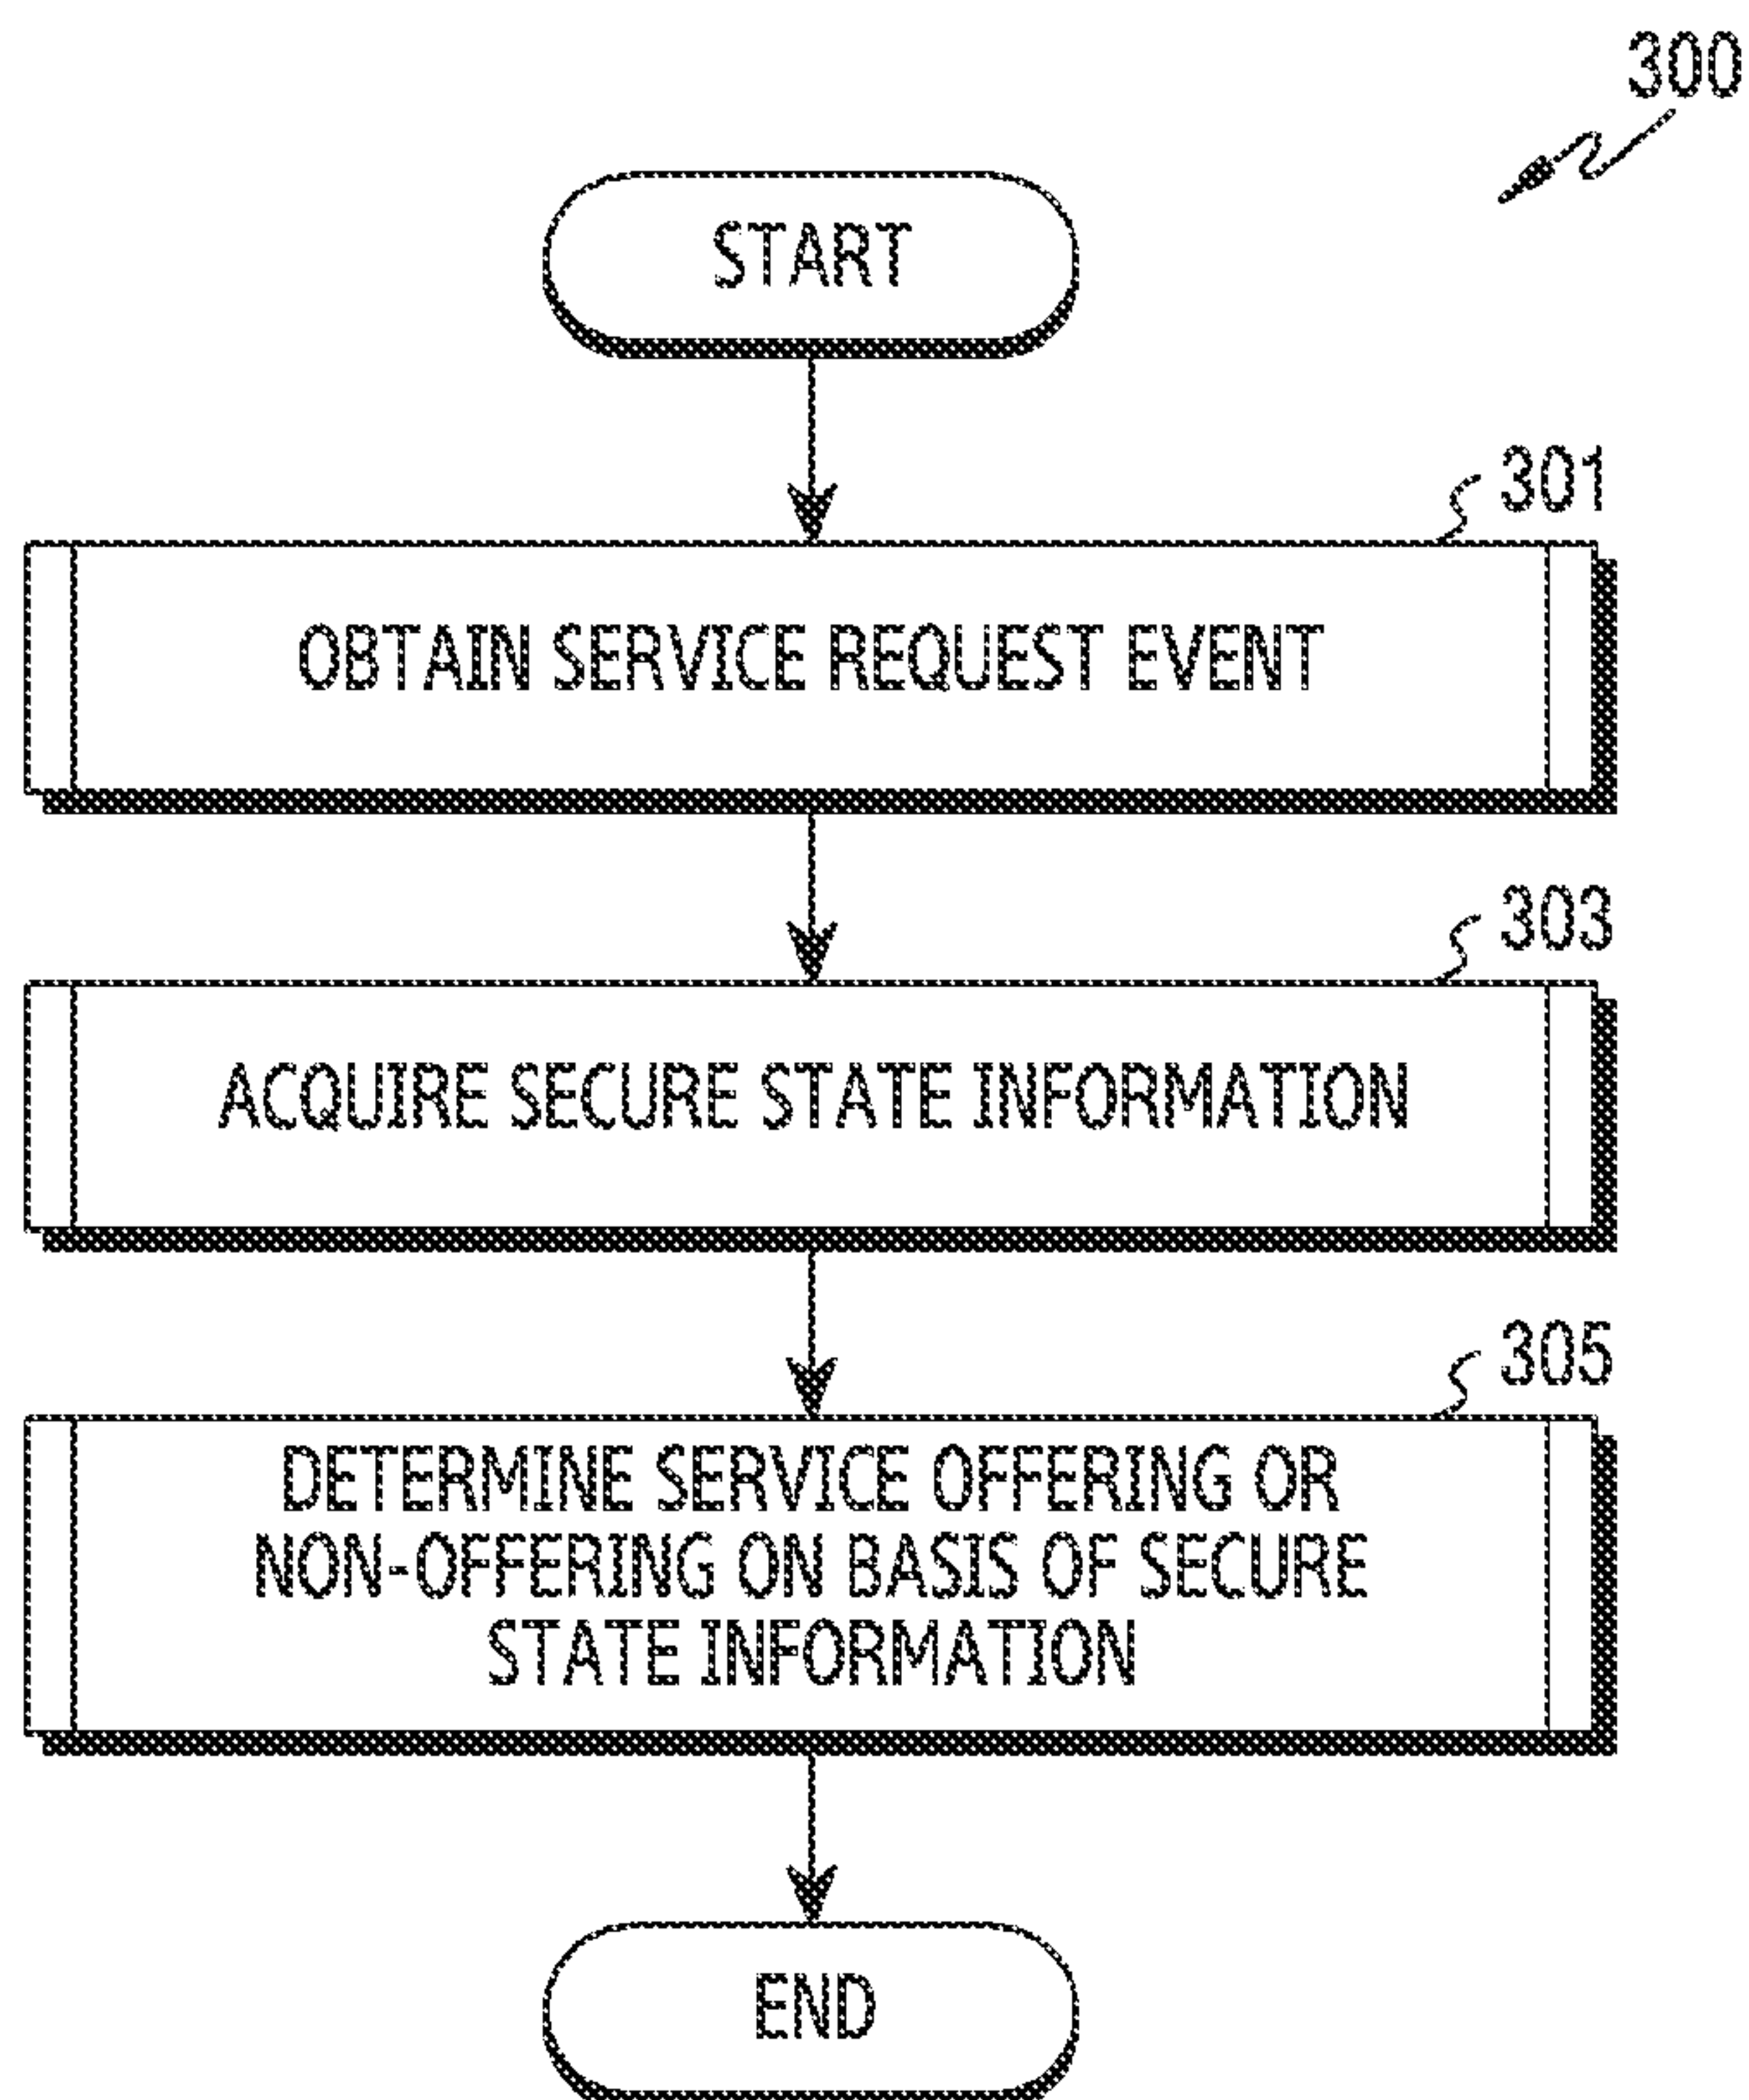 300
START
301
OBTAIN SERVICE REQUEST EVENT
303
ACQUIRE SECURE STATE INFORMATION
305
DETERMINE SERVICE OFFERING OR
NON-OFFERING ON BASIS OF SECURE
STATE INFORMATION
END